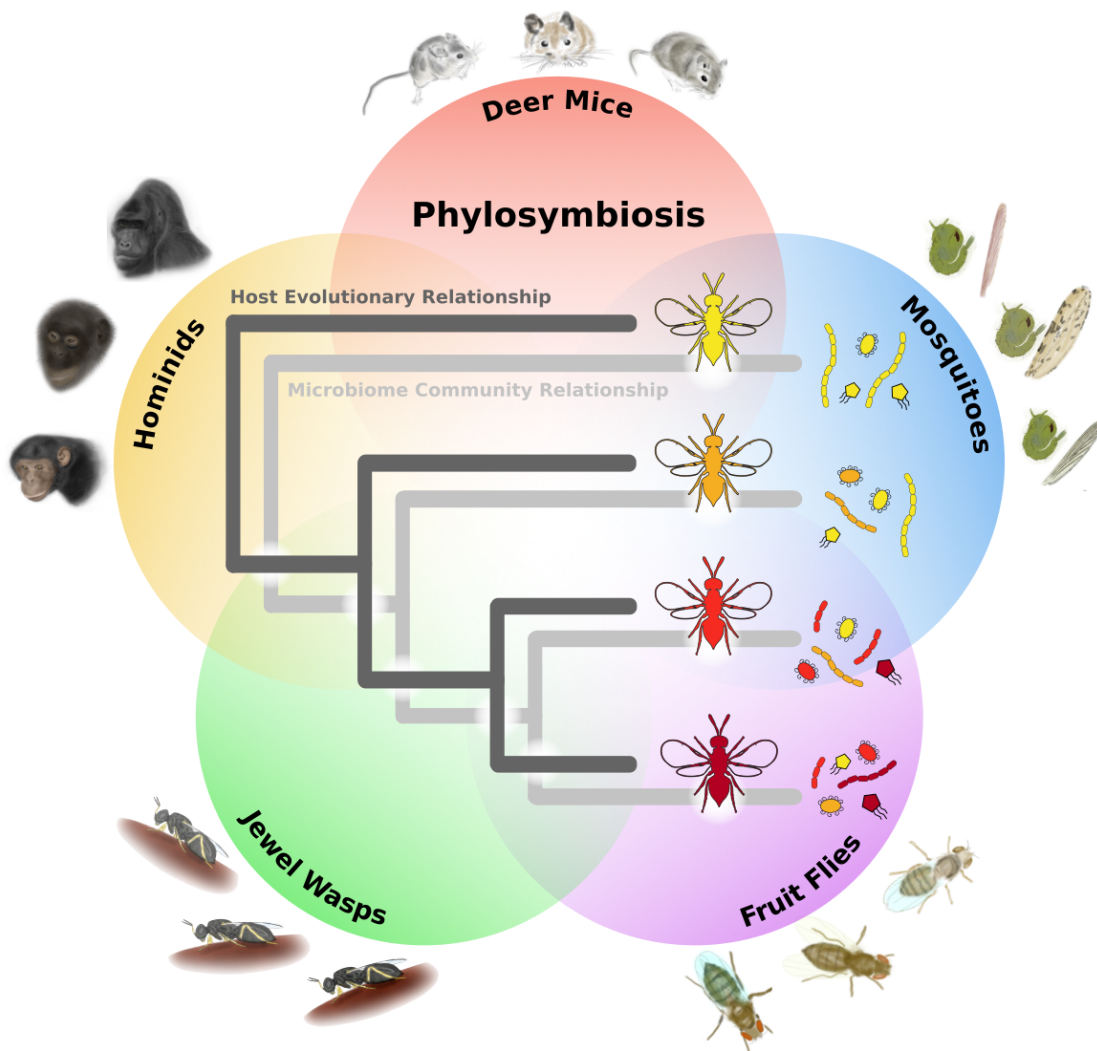 Deer Mice
Phylosymbiosis
Host Evolutionary Relationship
Microbiome Community Relationship
Hominids
Mosquitoes
Jewel Wasps
Fruit Flies